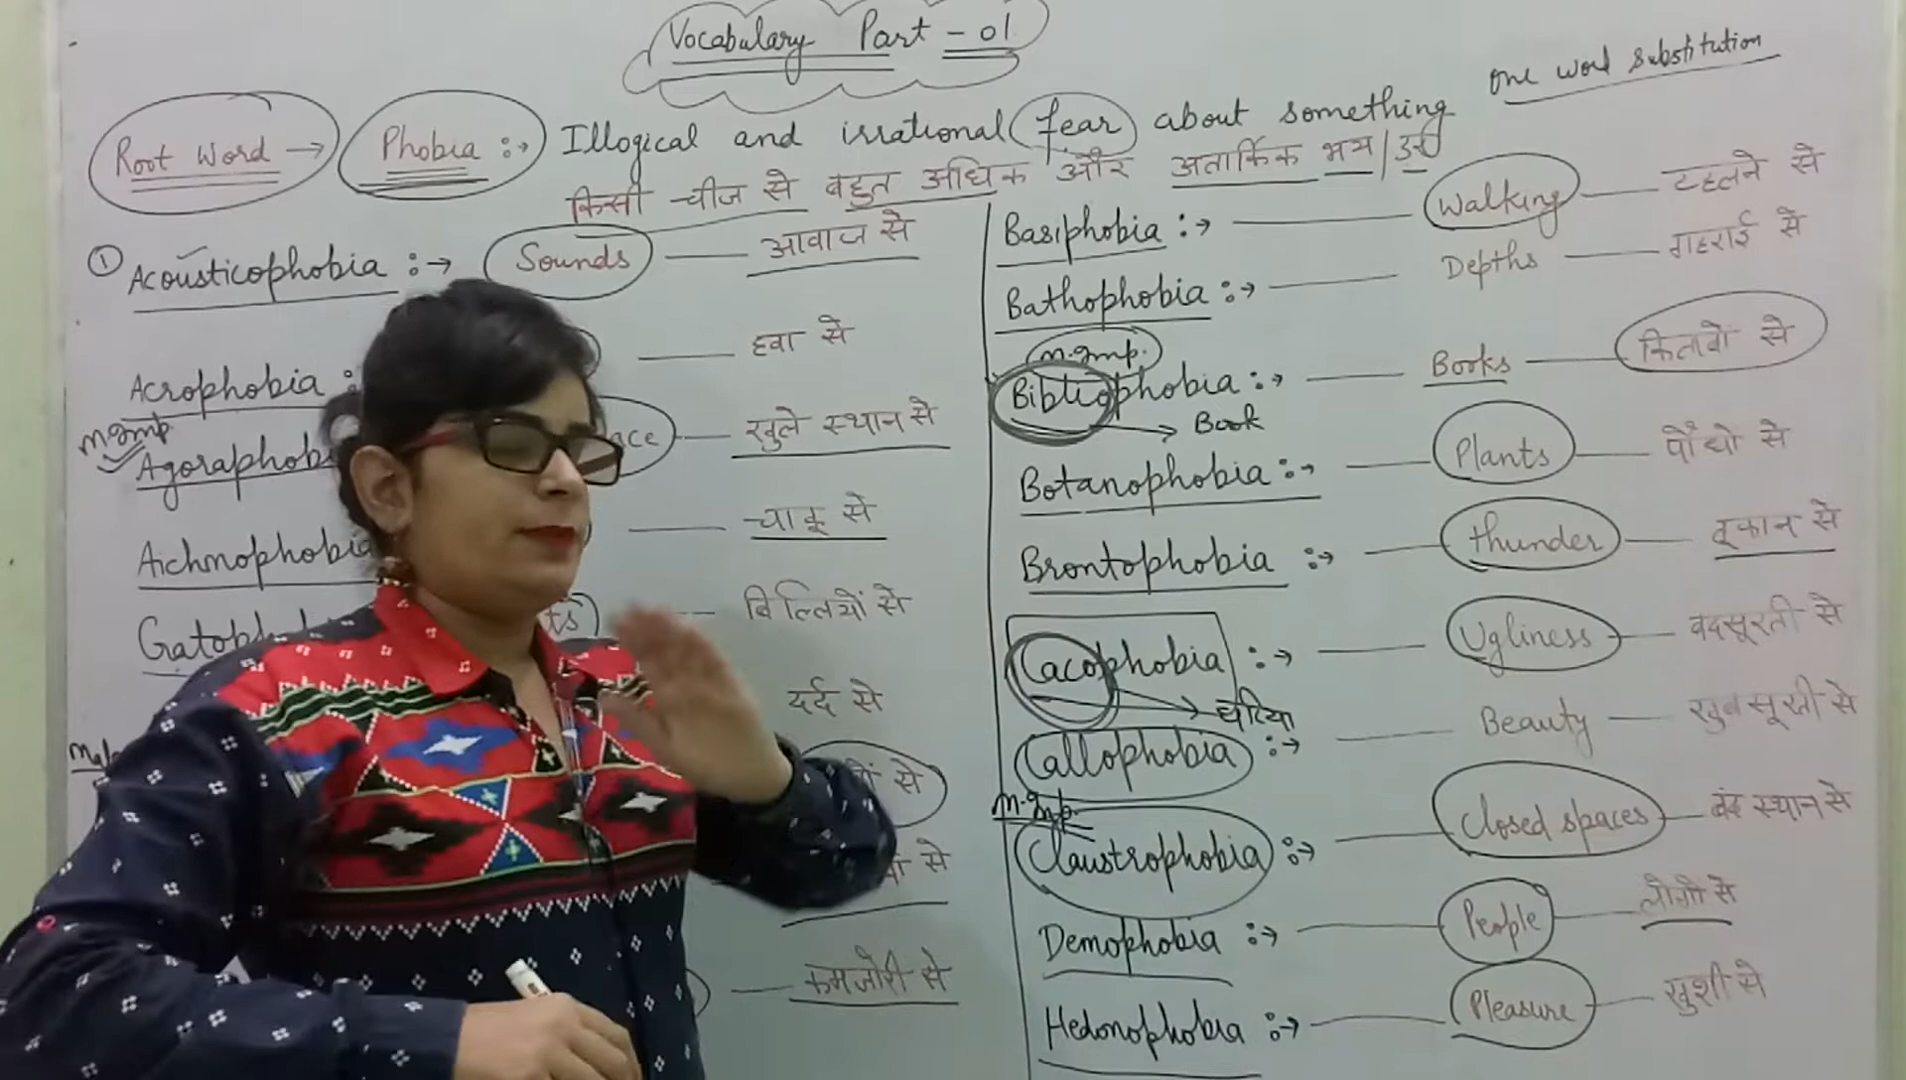 Vocabulary Part - 01
one word substitution
Root Word → Phobia :→ Illogical and irrational fear about something
किसी चीज से बहुत अधिक और अतार्किक भय/डर
① Acousticophobia :→ Sounds — आवाज से
Acrophobia : — हवा से
m.Imp
Agoraphob ace — खुले स्थान से
Aichmophobia — चाकू से
Gatoph ts — बिल्लियों से
दर्द से
से
से
— कमजोरी से
Basiphobia :→ — Walking — टहलने से
Bathophobia :→ — Depths — गहराई से
m.Imp.
Bibliophobia :→ — Books — किताबो से
→ Book
Botanophobia :→ — Plants — पौधो से
Brontophobia :→ — thunder — तूफान से
Cacophobia :→ — Ugliness — बदसूरती से
→ घटिया
Callophobia :→ — Beauty — खुबसूरती से
m.Imp.
Claustrophobia :→ — Closed spaces — बंद स्थान से
Demophobia :→ — People — लोगो से
Hedonophobia :→ — Pleasure — खुशी से